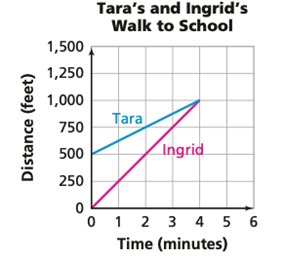 Tara's and Ingrid's
Walk to School
Distance (feet)
1,500
1,250
1,000
750
500
250
0
Tara
Ingrid
0 1 2 3 4 5 6
Time (minutes)